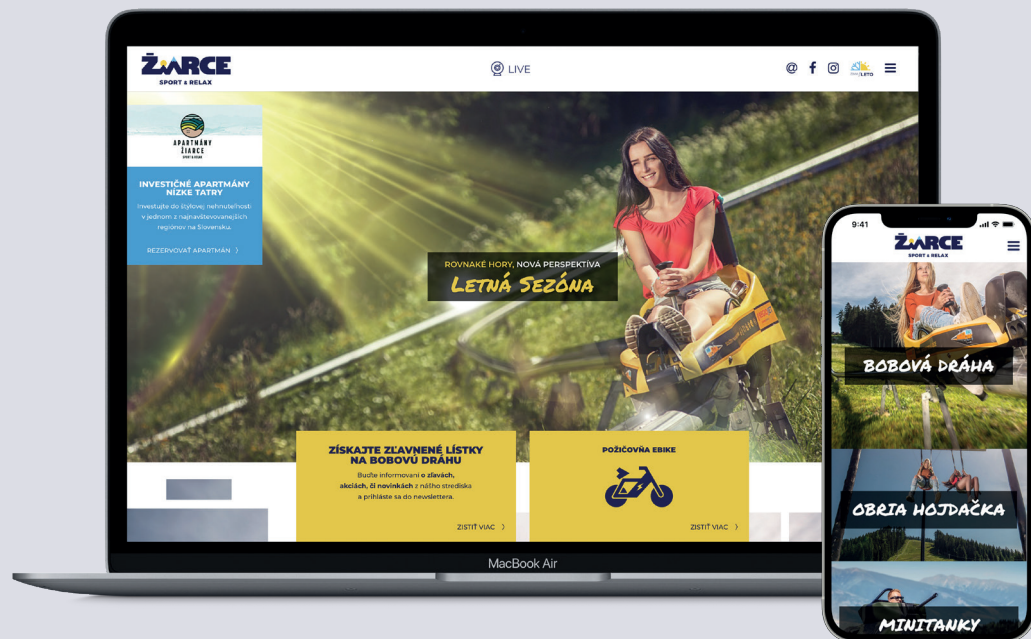 ŽIARCE
SPORT & RELAX
LIVE
@
APARTMÁNY
ŽIARCE
SPORT & RELAX
INVESTIČNÉ APARTMÁNY
NÍZKE TATRY
Investujte do štýlovej nehnuteľnosti
v jednom z najnavštevovanejších
regiónov na Slovensku.
REZERVOVAŤ APARTMÁN
ROVNAKÉ HORY, NOVÁ PERSPEKTÍVA
LETNÁ SEZÓNA
ZÍSKAJTE ZĽAVNENÉ LÍSTKY
NA BOBOVÚ DRÁHU
Buďte informovaní o zľavách,
akciách, či novinkách z nášho strediska
a prihláste sa do newslettera.
ZISTIŤ VIAC
POŽIČOVŇA EBIKE
ZISTIŤ VIAC
MacBook Air
9:41
ŽIARCE
SPORT & RELAX
BOBOVÁ DRÁHA
OBRIA HOJDAČKA
MINITANKY